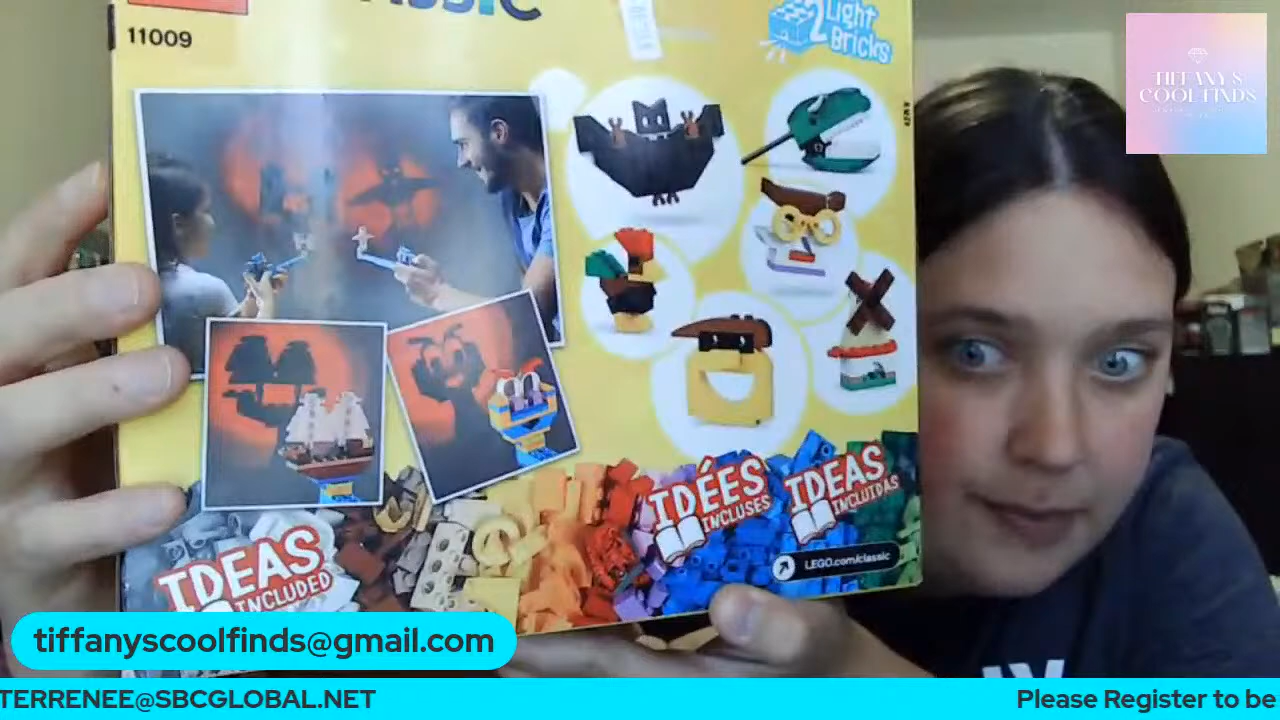 11009
2 Light
Bricks
TIFFANY'S
COOL FINDS
IDÉES
INCLUSES
IDEAS
INCLUIDAS
LEGO.com/classic
IDEAS
INCLUDED
tiffanyscoolfinds@gmail.com
TERRENEE@SBCGLOBAL.NET
Please Register to be